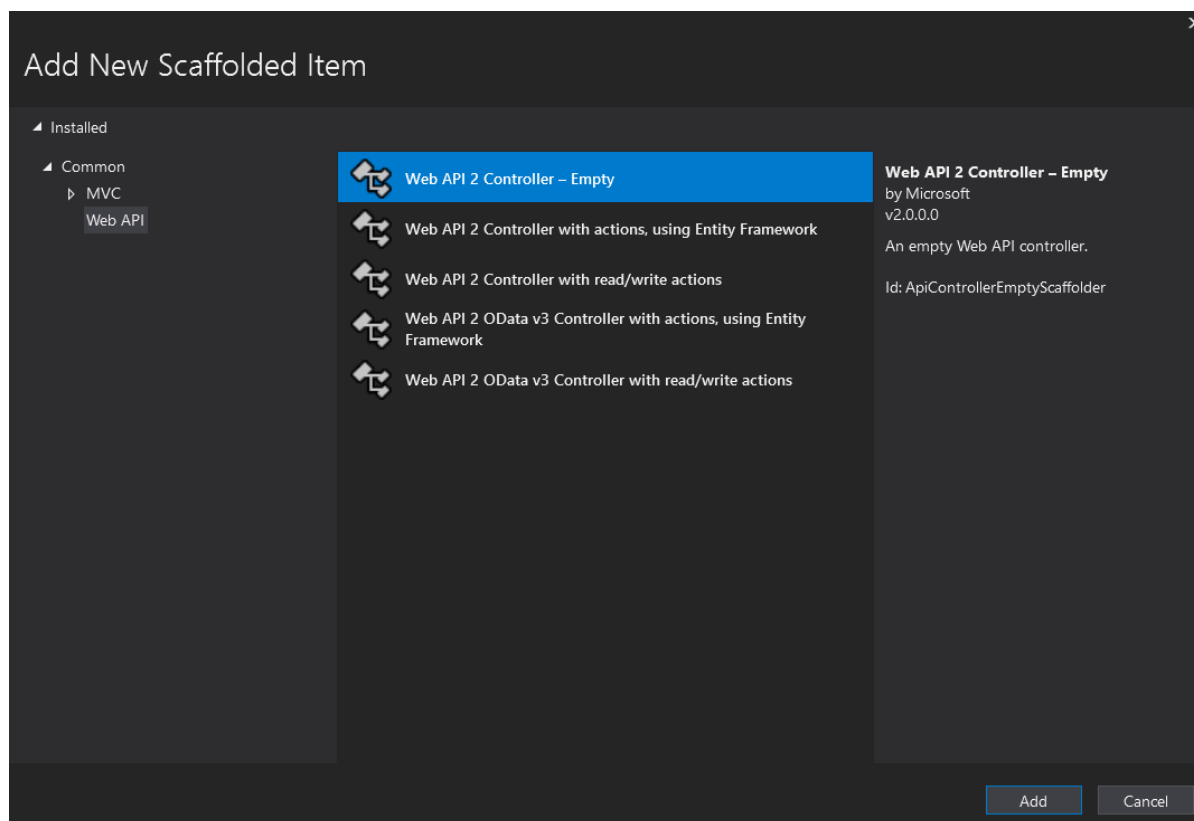 Add New Scaffolded Item
Installed
Common
MVC
Web API
Web API 2 Controller – Empty
Web API 2 Controller with actions, using Entity Framework
Web API 2 Controller with read/write actions
Web API 2 OData v3 Controller with actions, using Entity
Framework
Web API 2 OData v3 Controller with read/write actions
Web API 2 Controller – Empty
by Microsoft
v2.0.0.0
An empty Web API controller.
Id: ApiControllerEmptyScaffolder
Add
Cancel